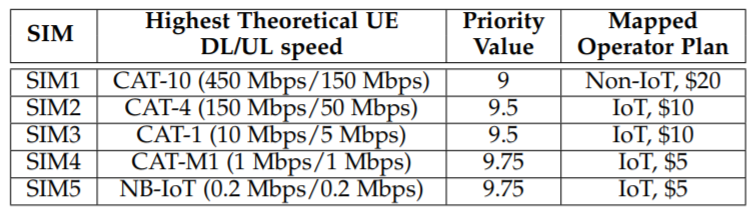 SIM Highest Theoretical UE DL/UL speed Priority Value Mapped Operator Plan
SIM1 CAT-10 (450 Mbps/150 Mbps) 9 Non-IoT, $20
SIM2 CAT-4 (150 Mbps/50 Mbps) 9.5 IoT, $10
SIM3 CAT-1 (10 Mbps/5 Mbps) 9.5 IoT, $10
SIM4 CAT-M1 (1 Mbps/1 Mbps) 9.75 IoT, $5
SIM5 NB-IoT (0.2 Mbps/0.2 Mbps) 9.75 IoT, $5